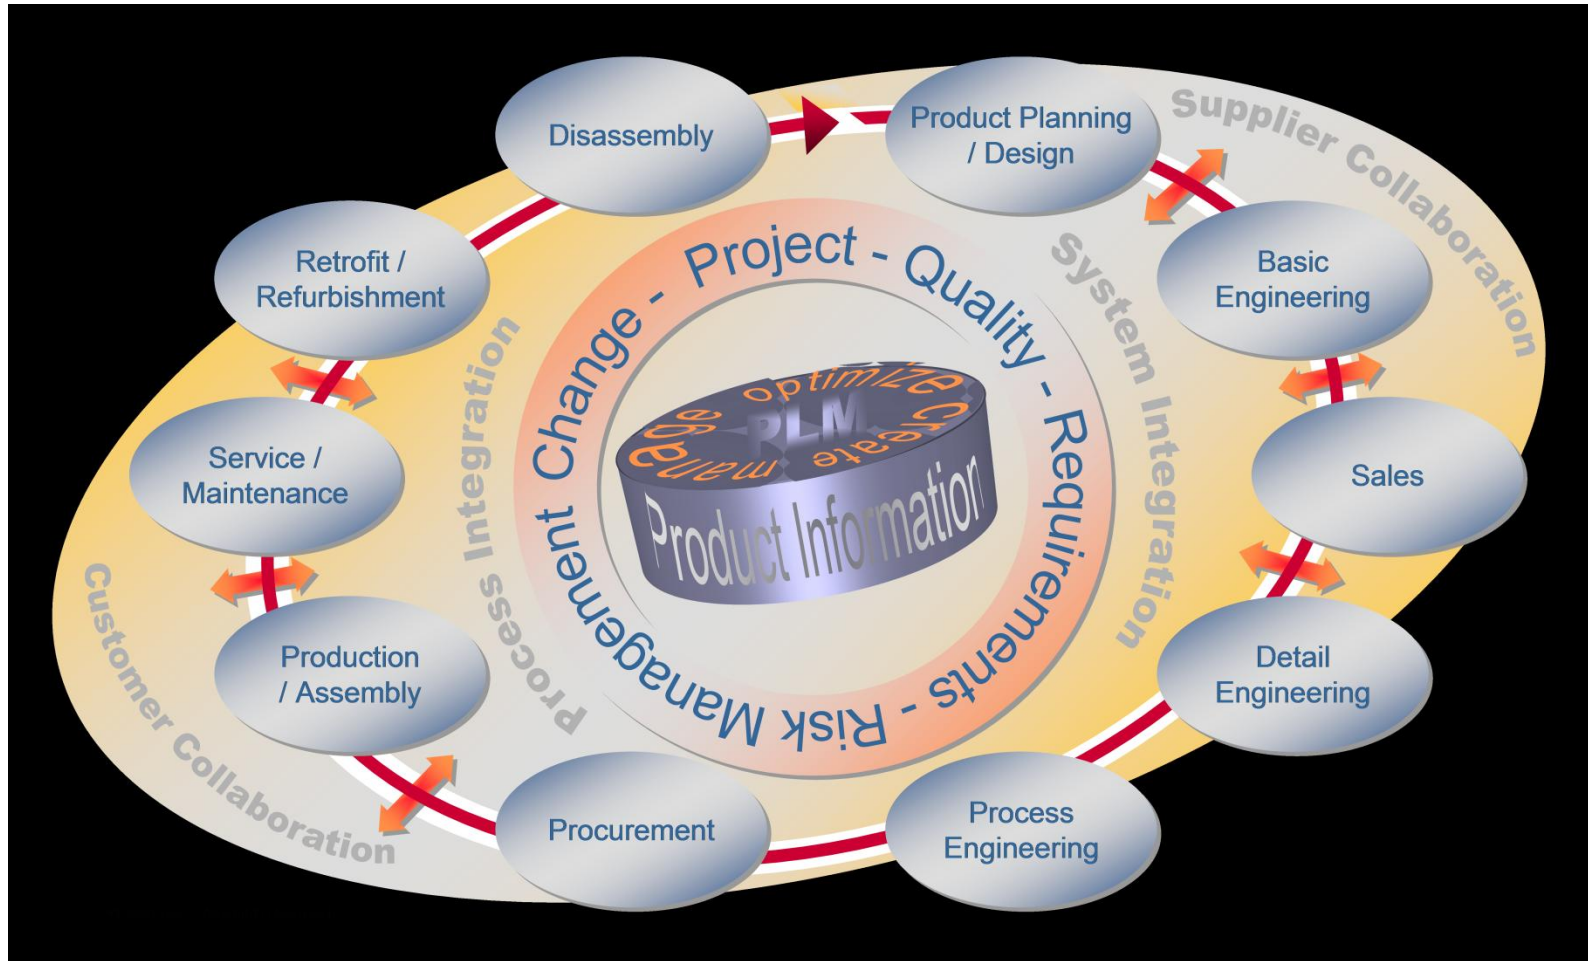 Disassembly
Product Planning
/ Design
Supplier Collaboration
Retrofit /
Refurbishment
Basic
Engineering
System Integration
Process Integration
Change - Project - Quality - Requirements - Risk Management
optimize
create
manage
PLM
Product Information
Service /
Maintenance
Sales
Customer Collaboration
Production
/ Assembly
Detail
Engineering
Procurement
Process
Engineering